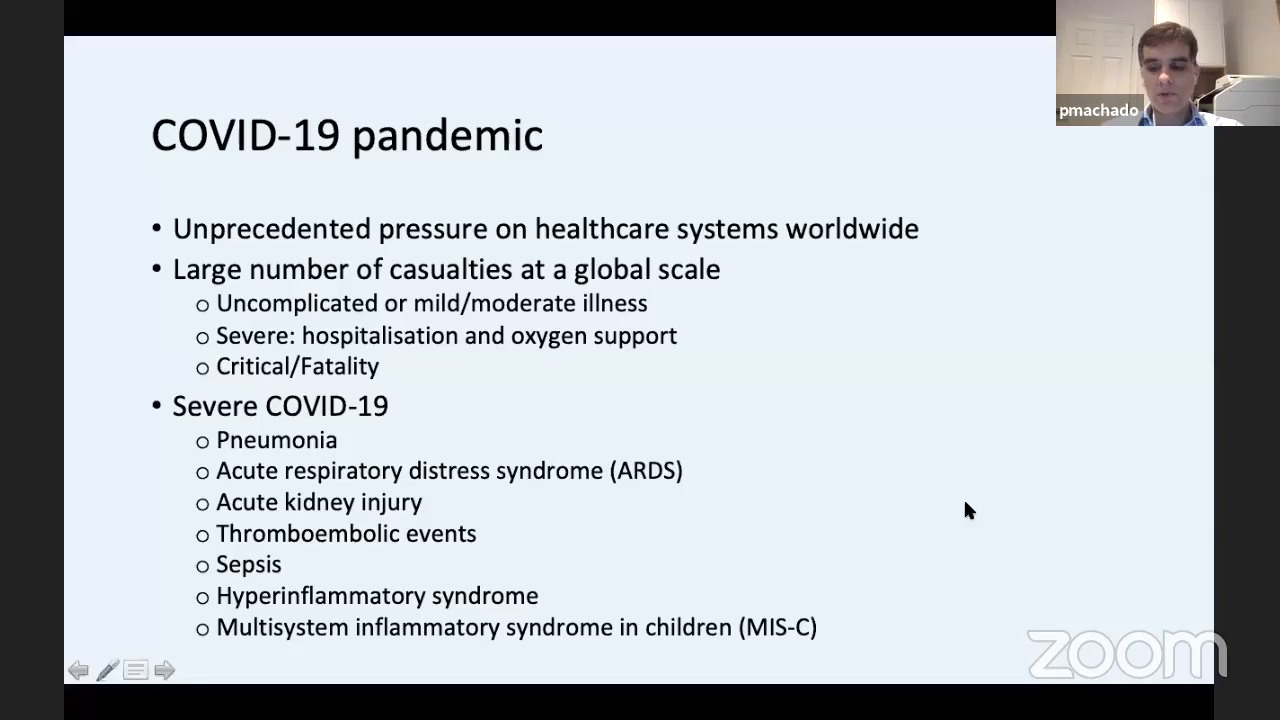 pmachado
COVID-19 pandemic
• Unprecedented pressure on healthcare systems worldwide
• Large number of casualties at a global scale
o Uncomplicated or mild/moderate illness
o Severe: hospitalisation and oxygen support
o Critical/Fatality
• Severe COVID-19
o Pneumonia
o Acute respiratory distress syndrome (ARDS)
o Acute kidney injury
o Thromboembolic events
o Sepsis
o Hyperinflammatory syndrome
o Multisystem inflammatory syndrome in children (MIS-C)
zoom